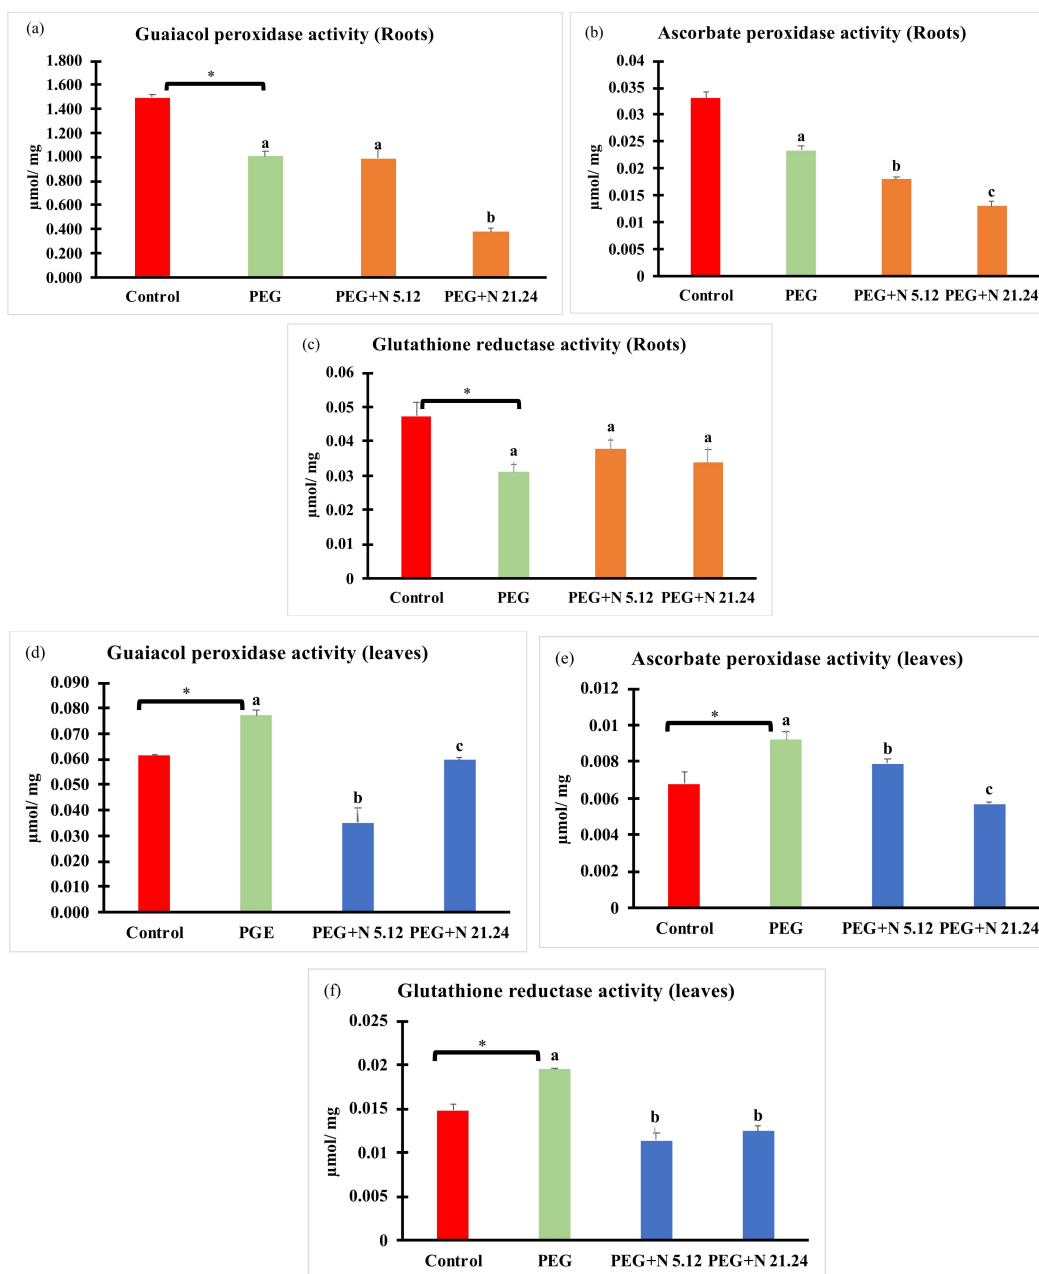 (a)
Guaiacol peroxidase activity (Roots)
1.800
1.600
1.400
1.200
1.000
0.800
0.600
0.400
0.200
0.000
µmol/ mg
*
a
a
b
Control PEG PEG+N 5.12 PEG+N 21.24
(b)
Ascorbate peroxidase activity (Roots)
0.04
0.035
0.03
0.025
0.02
0.015
0.01
0.005
0
µmol/ mg
a
b
c
Control PEG PEG+N 5.12 PEG+N 21.24
(c)
Glutathione reductase activity (Roots)
0.06
0.05
0.04
0.03
0.02
0.01
0
µmol/ mg
*
a
a
a
Control PEG PEG+N 5.12 PEG+N 21.24
(d)
Guaiacol peroxidase activity (leaves)
0.090
0.080
0.070
0.060
0.050
0.040
0.030
0.020
0.010
0.000
µmol/ mg
*
a
b
c
Control PGE PEG+N 5.12 PEG+N 21.24
(e)
Ascorbate peroxidase activity (leaves)
0.012
0.01
0.008
0.006
0.004
0.002
0
µmol/ mg
*
a
b
c
Control PEG PEG+N 5.12 PEG+N 21.24
(f)
Glutathione reductase activity (leaves)
0.025
0.02
0.015
0.01
0.005
0
µmol/ mg
*
a
b
b
Control PEG PEG+N 5.12 PEG+N 21.24